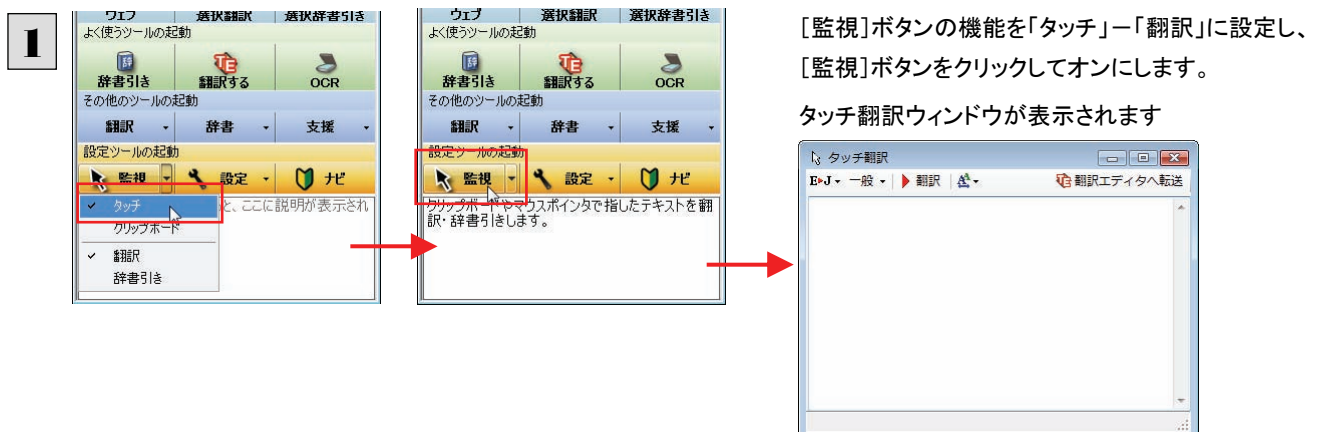 1
ウェブ 選択翻訳 選択辞書引き
よく使うツールの起動
辞書引き 翻訳する OCR
その他のツールの起動
翻訳 辞書 支援
設定ツールの起動
監視 設定 ナビ
タッチ と、ここに説明が表示され
クリップボード
翻訳
辞書引き
ウェブ 選択翻訳 選択辞書引き
よく使うツールの起動
辞書引き 翻訳する OCR
その他のツールの起動
翻訳 辞書 支援
設定ツールの起動
監視 設定 ナビ
クリップボードやマウスポインタで指したテキストを翻
訳・辞書引きします。
[監視]ボタンの機能を「タッチ」－「翻訳」に設定し、
[監視]ボタンをクリックしてオンにします。
タッチ翻訳ウィンドウが表示されます
タッチ翻訳
E▸J 一般 翻訳 A 翻訳エディタへ転送